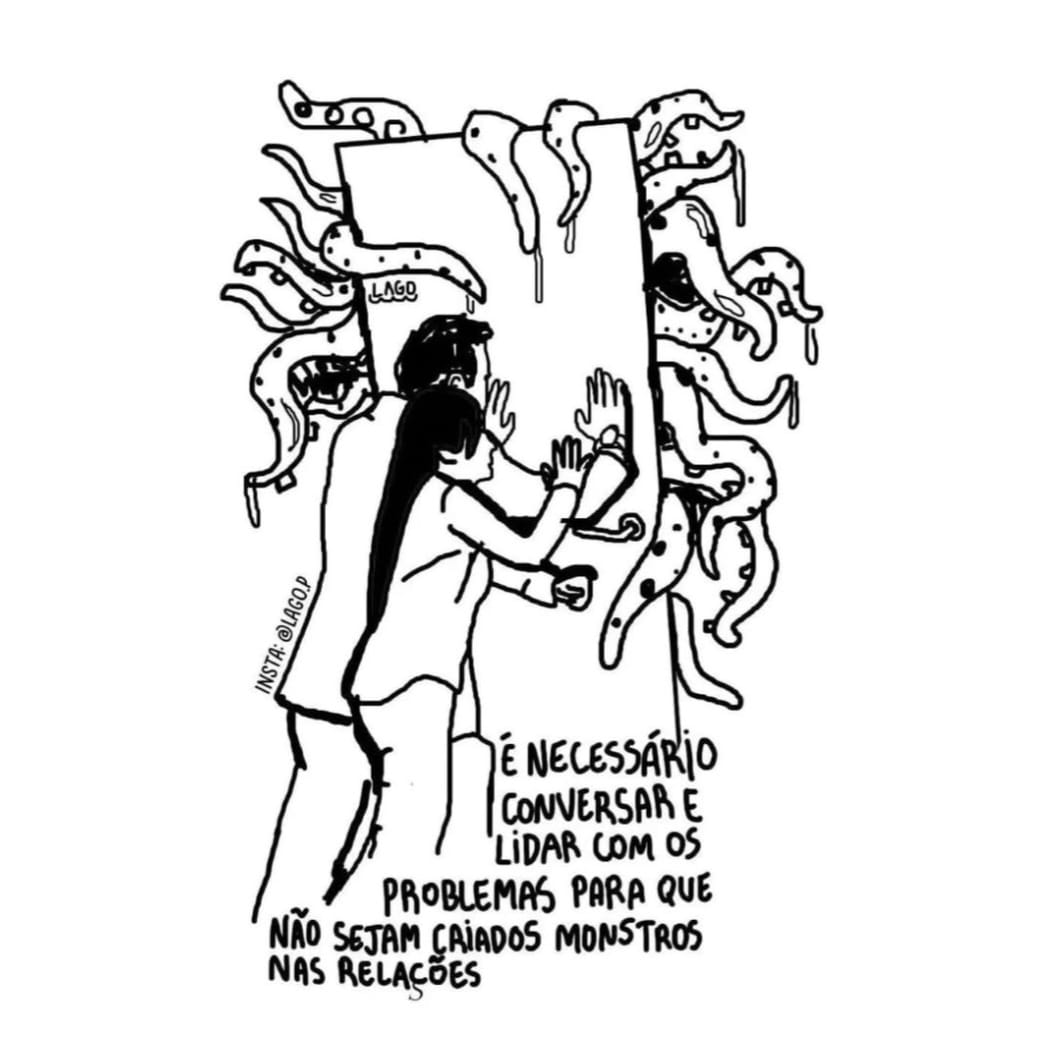 LAGO
INSTA: @LAGO.P
É NECESSÁRIO
CONVERSAR E
LIDAR COM OS
PROBLEMAS PARA QUE
NÃO SEJAM CRIADOS MONSTROS
NAS RELAÇÕES